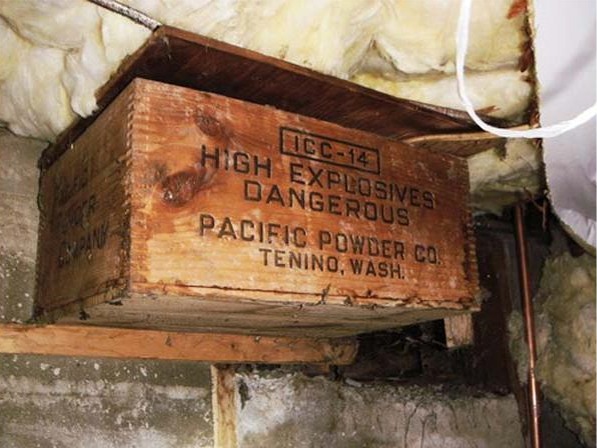 ICC-14
HIGH EXPLOSIVES
DANGEROUS
PACIFIC POWDER CO.
TENINO, WASH.